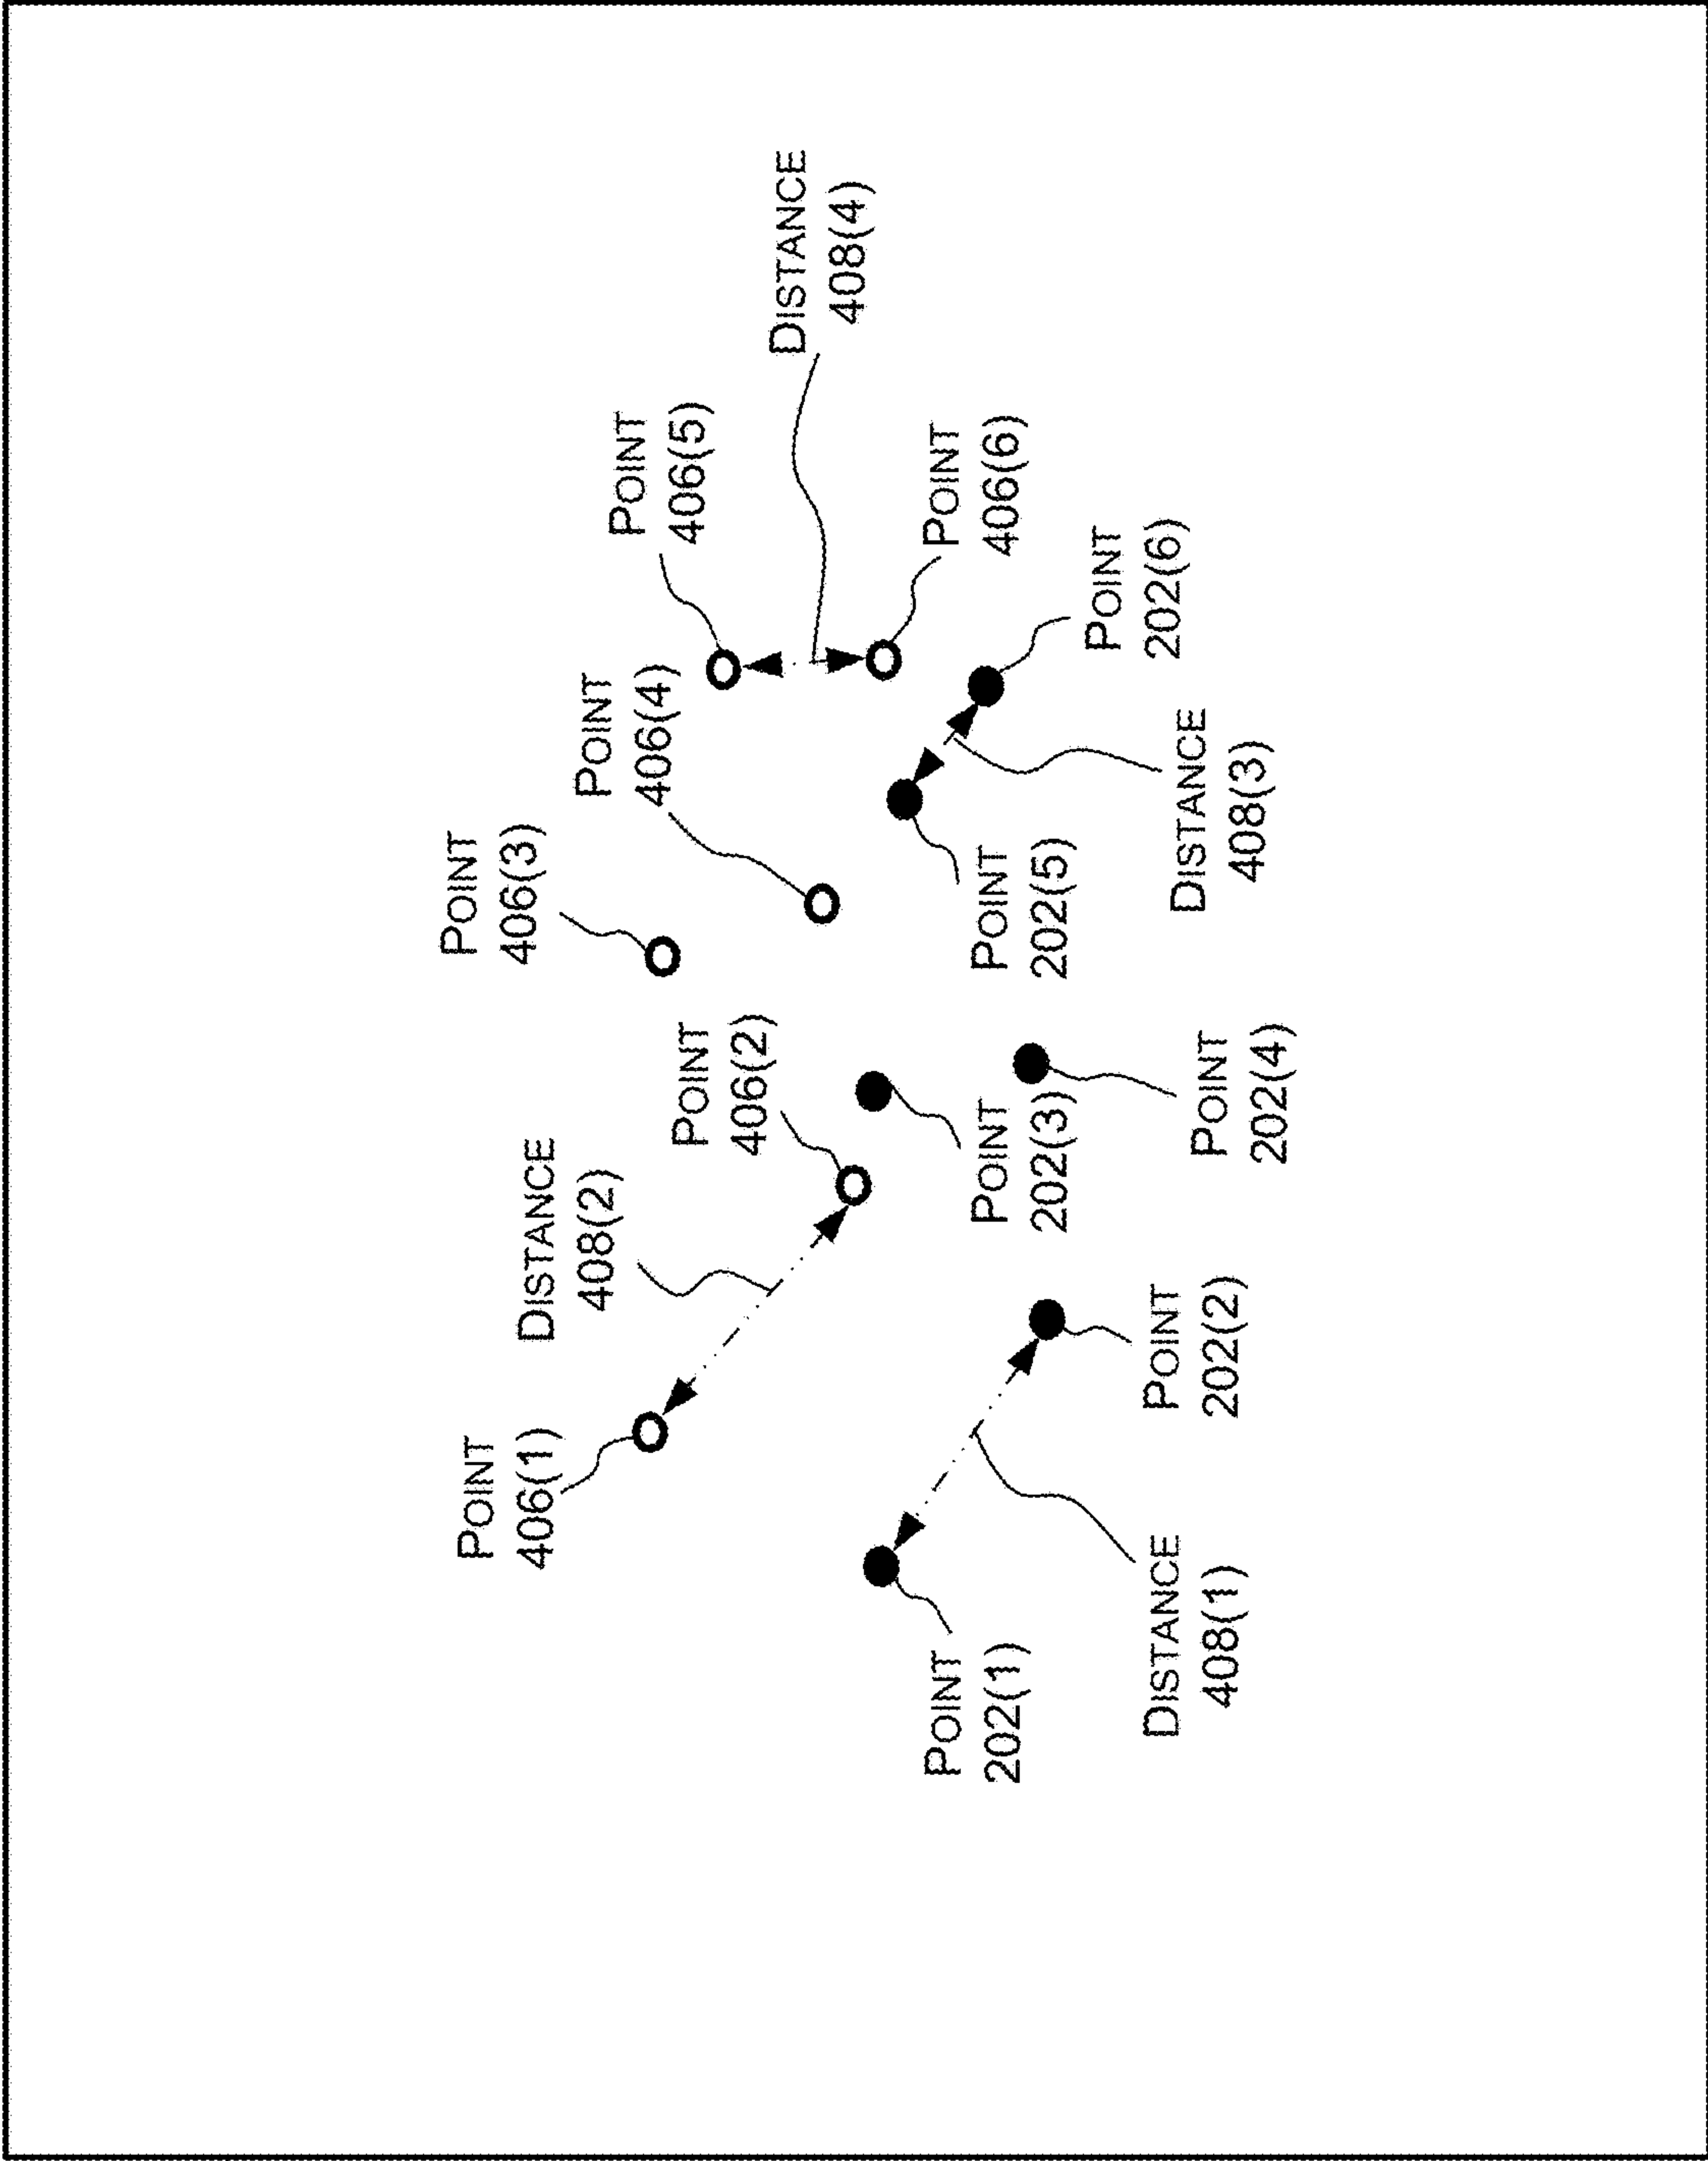 POINT
406(1)
DISTANCE
408(2)
POINT
406(2)
POINT
406(3)
POINT
406(4)
POINT
406(5)
DISTANCE
408(4)
POINT
406(6)
POINT
202(1)
DISTANCE
408(1)
POINT
202(2)
POINT
202(3)
POINT
202(4)
POINT
202(5)
DISTANCE
408(3)
POINT
202(6)